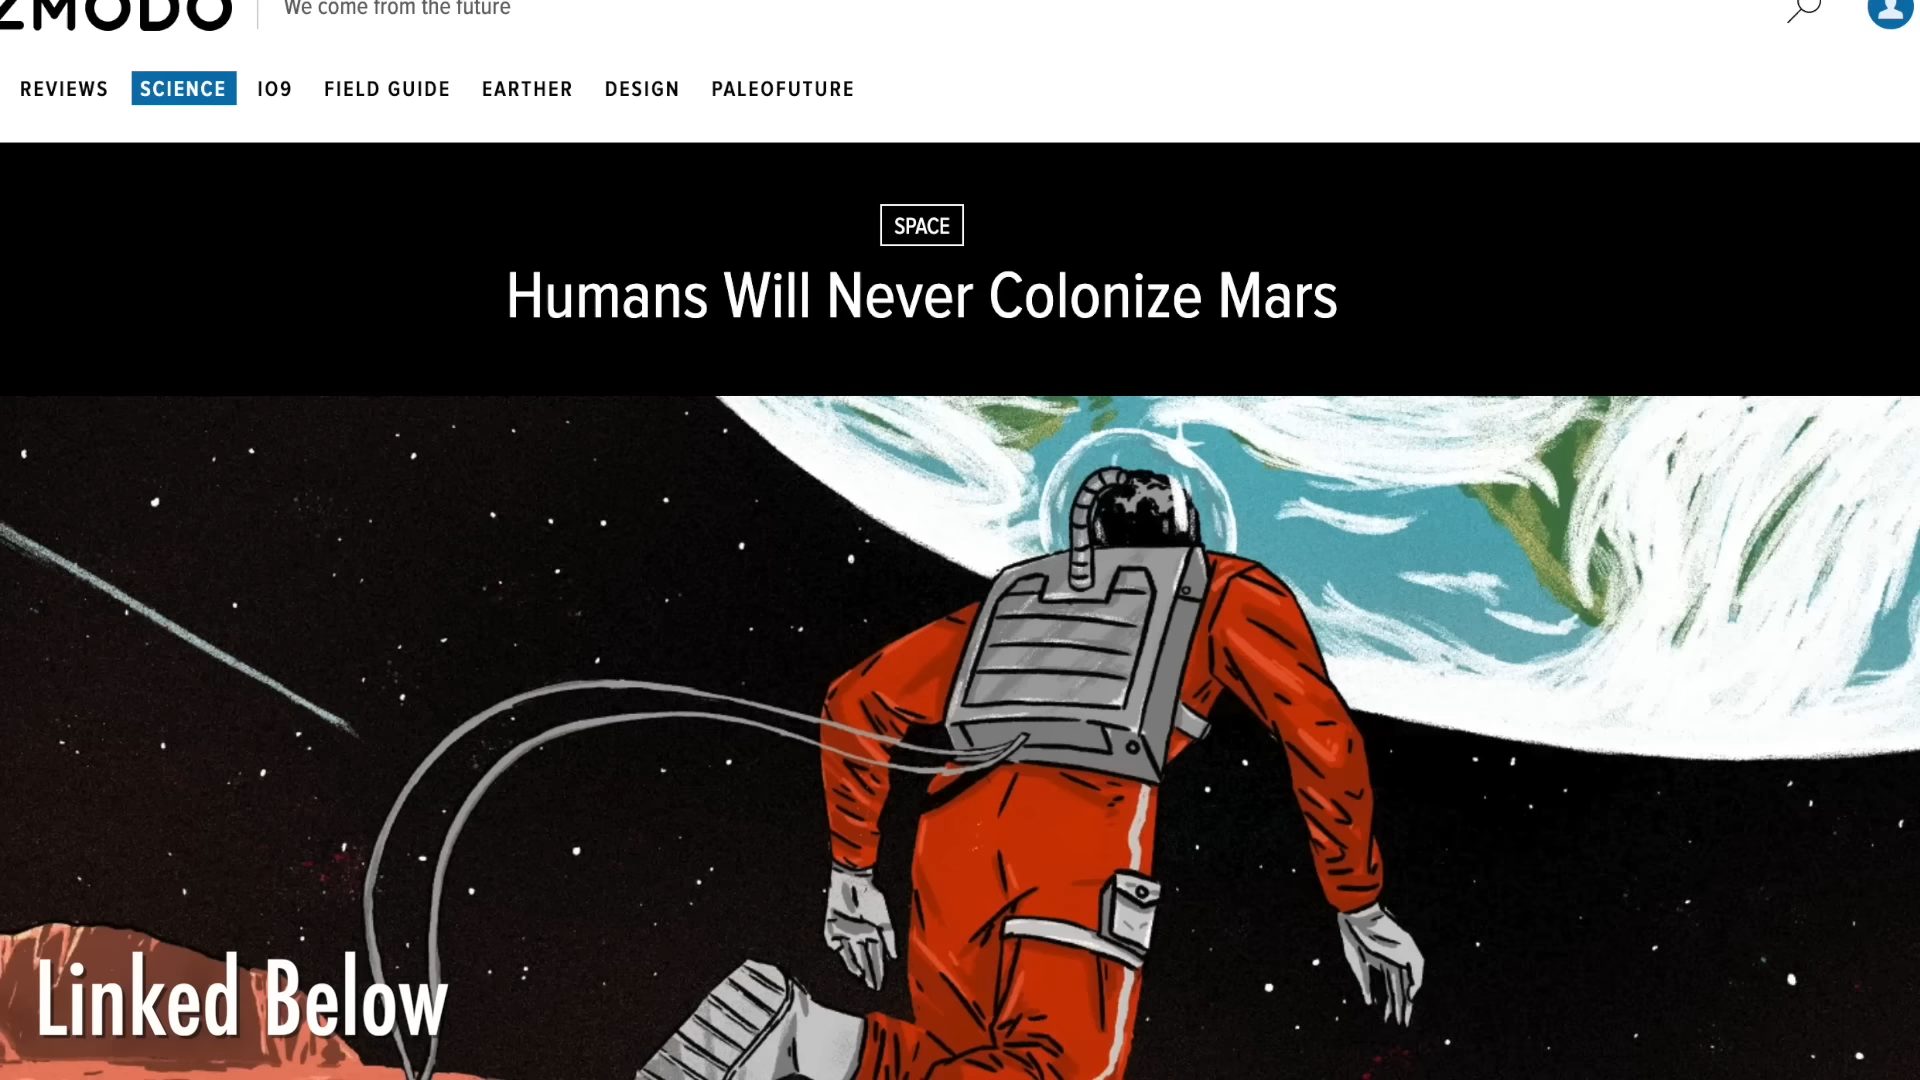 ZMODO
We come from the future
REVIEWS SCIENCE IO9 FIELD GUIDE EARTHER DESIGN PALEOFUTURE
SPACE
Humans Will Never Colonize Mars
Linked Below